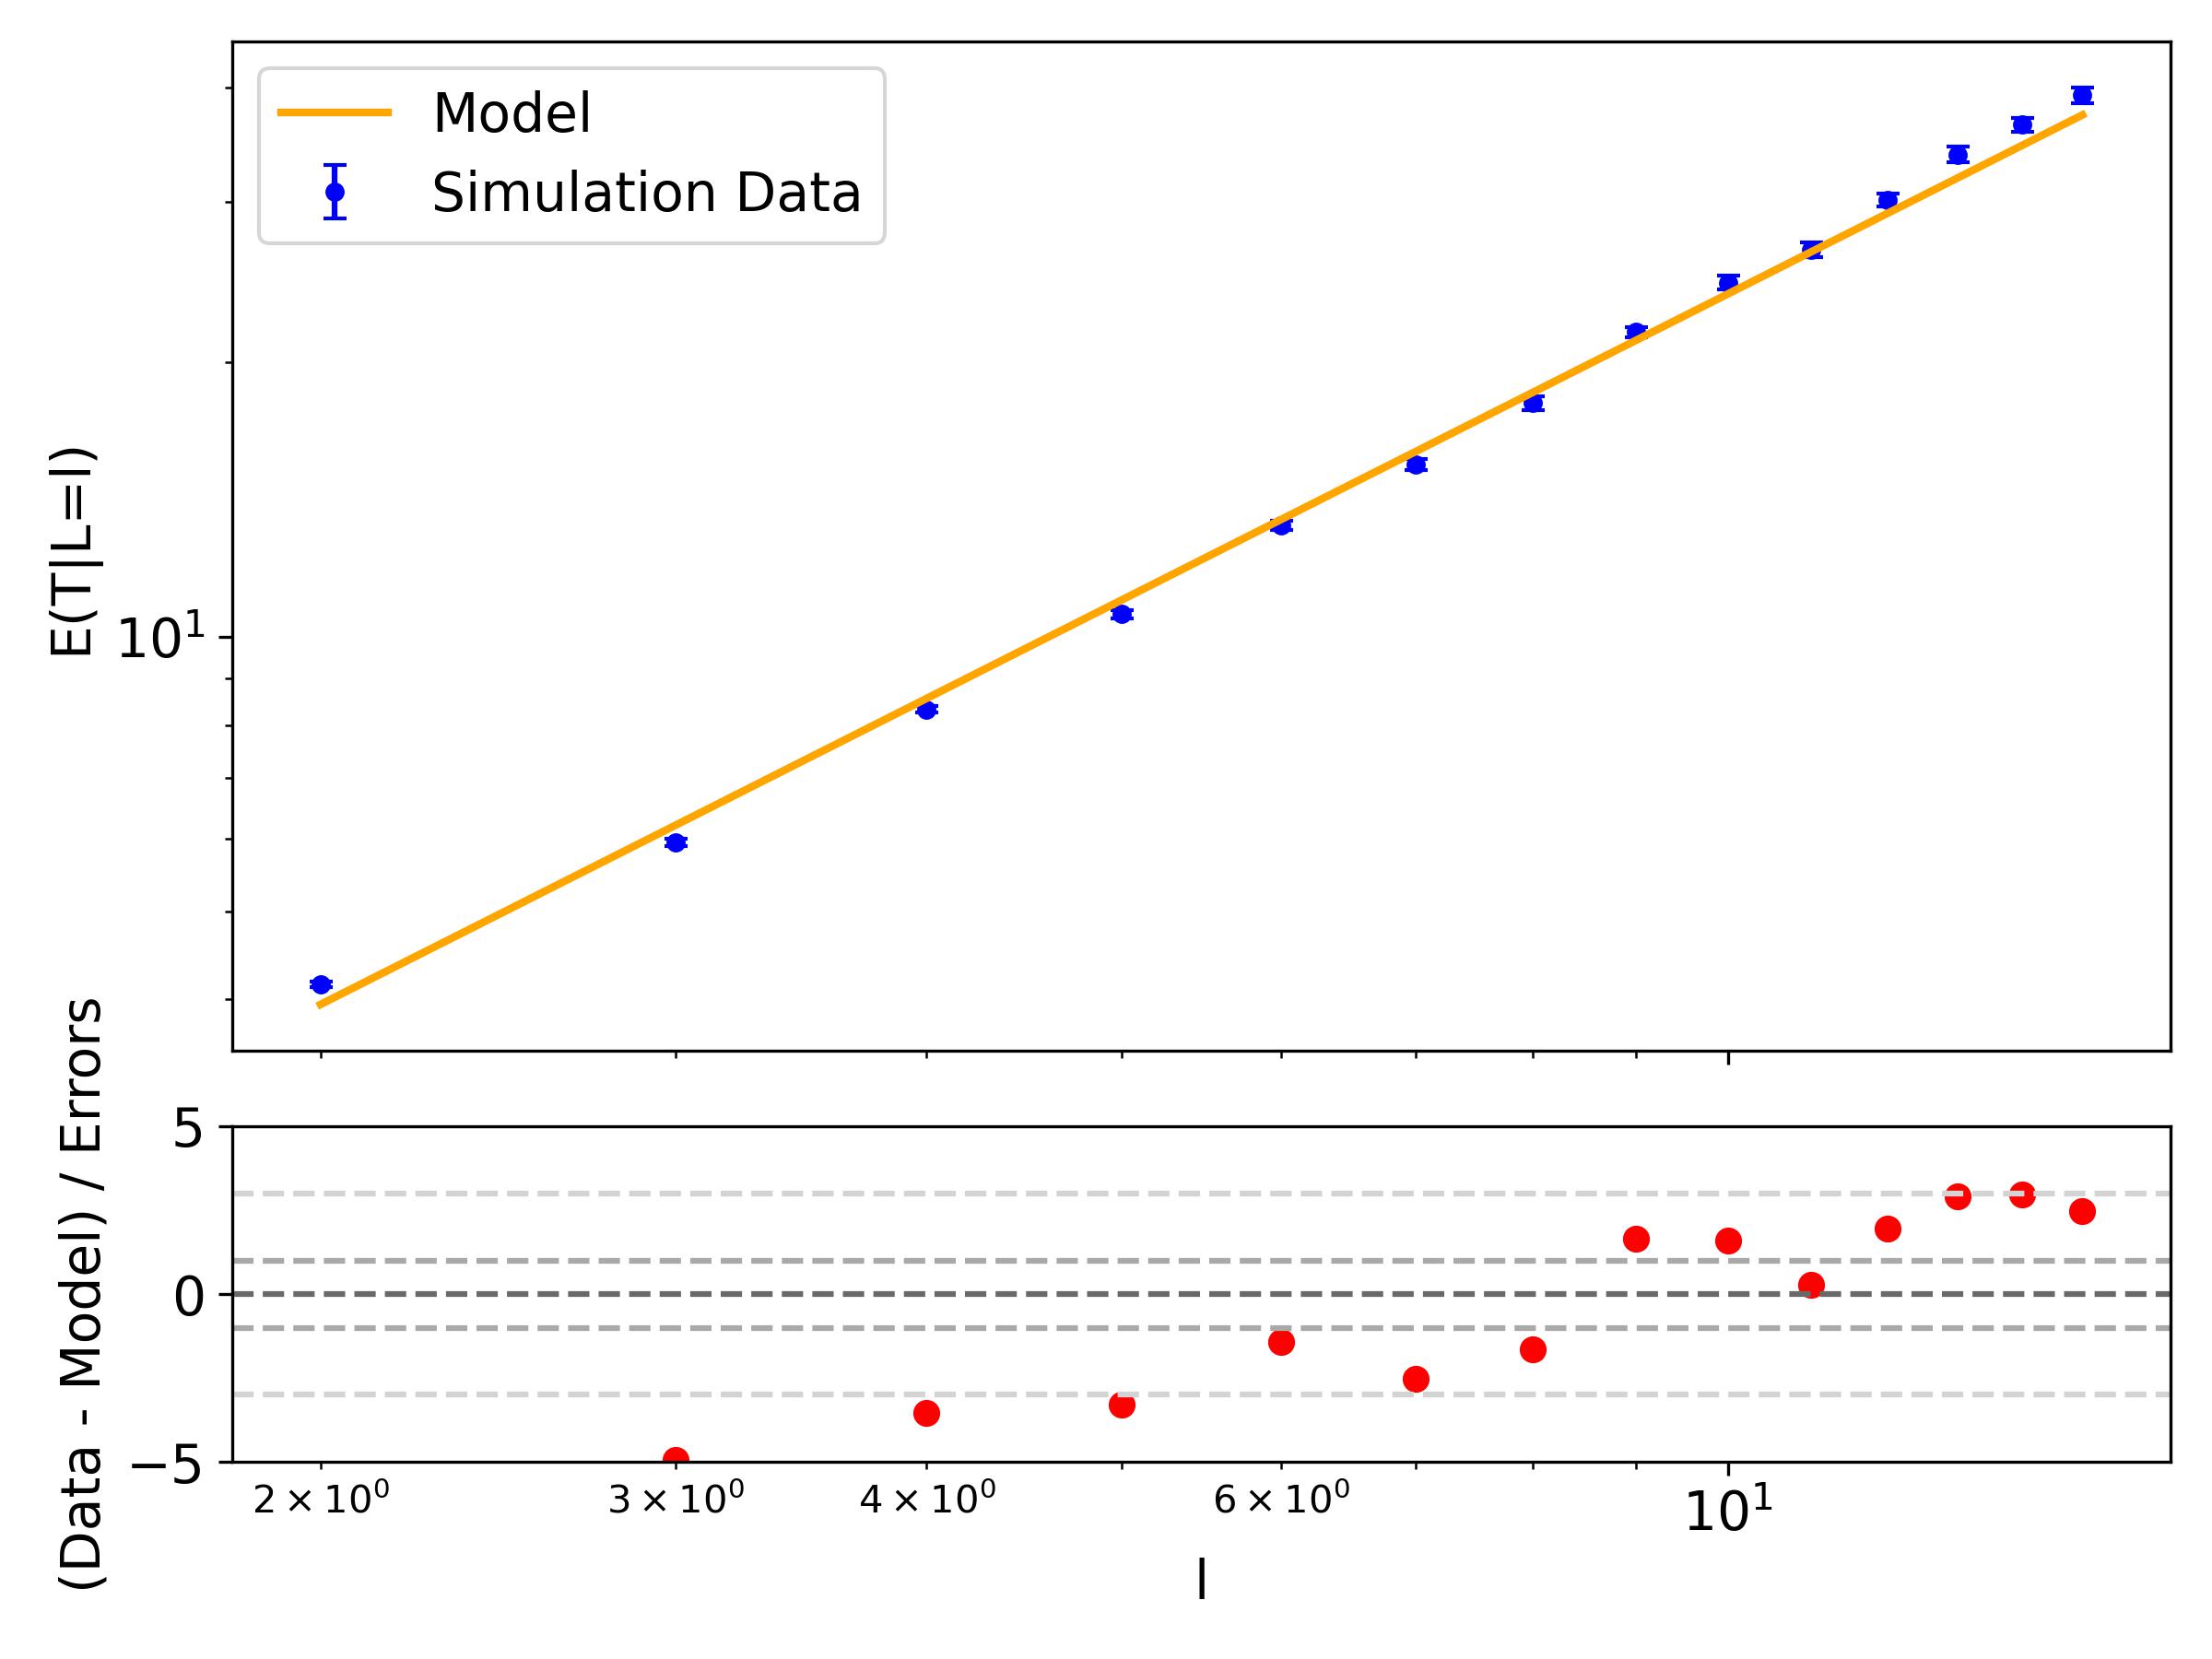 Model
Simulation Data
E(T|L=l)
10¹
(Data - Model) / Errors
5
0
−5
2 × 10⁰
3 × 10⁰
4 × 10⁰
6 × 10⁰
10¹
l